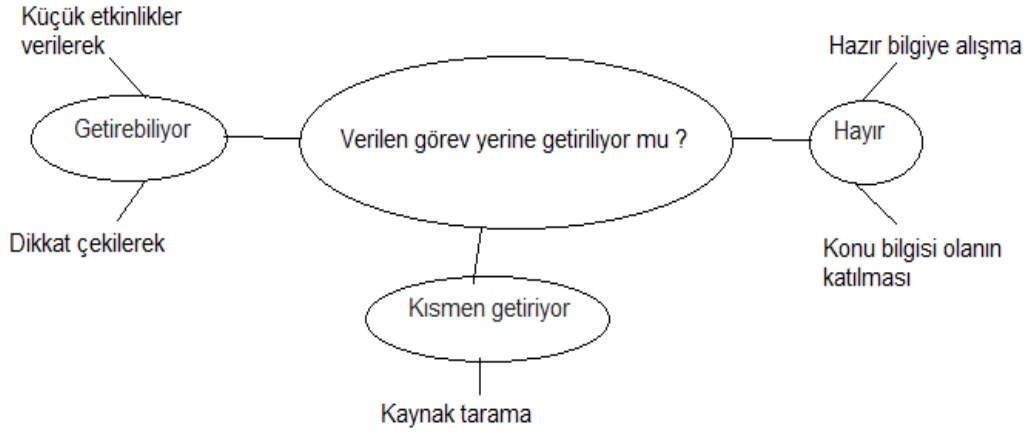 Küçük etkinlikler
verilerek
Hazır bilgiye alışma
Getirebiliyor
Verilen görev yerine getiriliyor mu ?
Hayır
Dikkat çekilerek
Konu bilgisi olanın
katılması
Kısmen getiriyor
Kaynak tarama